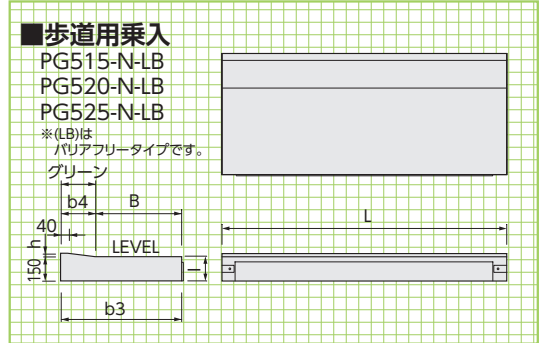 ■歩道用乗入
PG515-N-LB
PG520-N-LB
PG525-N-LB
※(LB)は
バリアフリータイプです。
グリーン
b4 B
L
40
h
LEVEL
150
I
b3